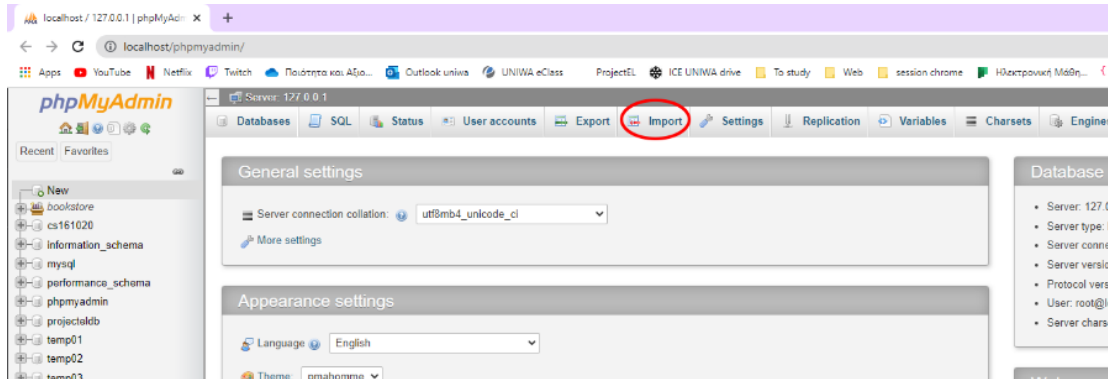 localhost / 127.0.0.1 | phpMyAdm
localhost/phpmyadmin/
Apps YouTube Netflix Twitch Ποιότητα και Αξιο... Outlook uniwa UNIWA eClass ProjectEL ICE UNIWA drive To study Web session chrome Ηλεκτρονική Μάθη...
phpMyAdmin
Server: 127.0.0.1
Databases SQL Status User accounts Export Import Settings Replication Variables Charsets Engine
Recent Favorites
General settings
Database
New
bookstore
Server connection collation: utf8mb4_unicode_ci
Server: 127.0
cs161020
Server type:
information_schema
More settings
Server conne
mysql
Server versio
performance_schema
Protocol vers
phpmyadmin
Appearance settings
User: root@l
projecteldb
Server chars
temp01
Language English
temp02
temp03
Theme: pmahomme